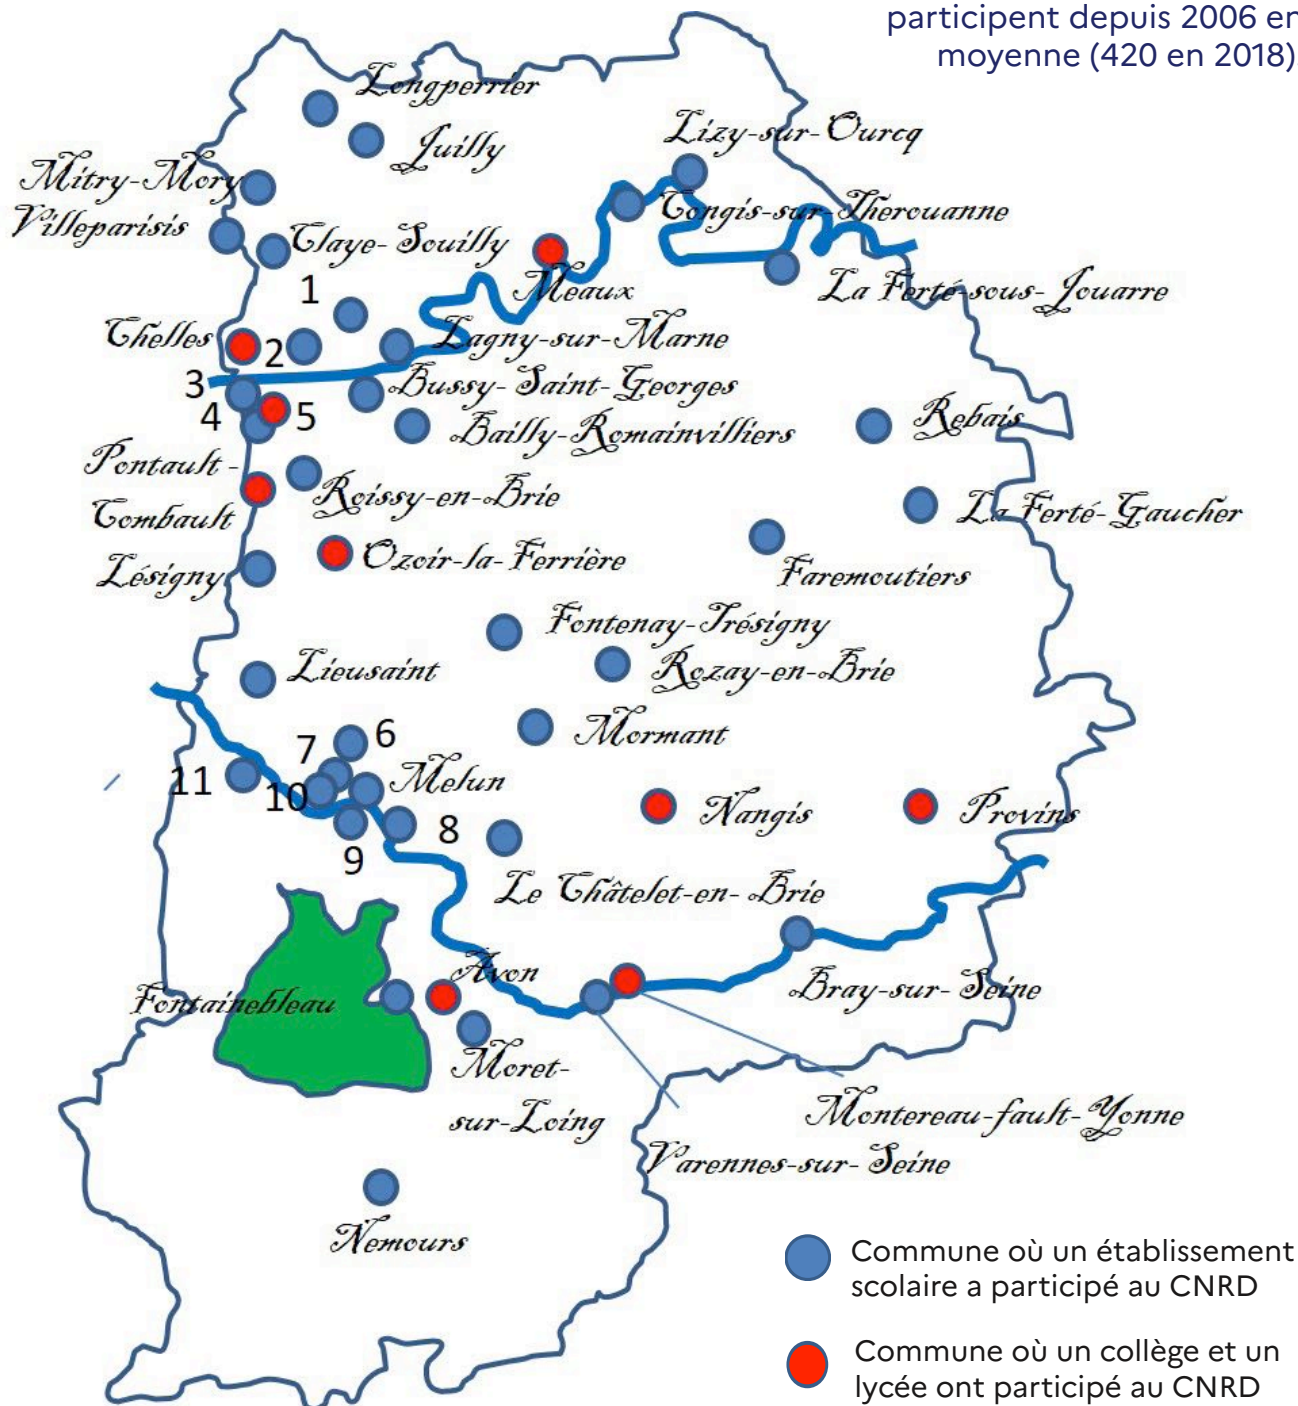 participent depuis 2006 en
moyenne (420 en 2018)
Longperrier
Juilly
Lizy-sur-Ourcq
Mitry-Mory
Congis-sur-Therouanne
Villeparisis
Claye-Souilly
Meaux
La Ferté-sous-Jouarre
1
Chelles
2
Lagny-sur-Marne
3
Bussy-Saint-Georges
4
5
Bailly-Romainvilliers
Rebais
Pontault-
Combault
Roissy-en-Brie
La Ferté-Gaucher
Ozoir-la-Ferrière
Lésigny
Faremoutiers
Fontenay-Trésigny
Lieusaint
Rozay-en-Brie
6
7
Mormant
11
10
Melun
8
9
Nangis
Provins
Le Châtelet-en-Brie
Avon
Fontainebleau
Bray-sur-Seine
Moret-
sur-Loing
Montereau-fault-Yonne
Varennes-sur-Seine
Nemours
Commune où un établissement
scolaire a participé au CNRD
Commune où un collège et un
lycée ont participé au CNRD